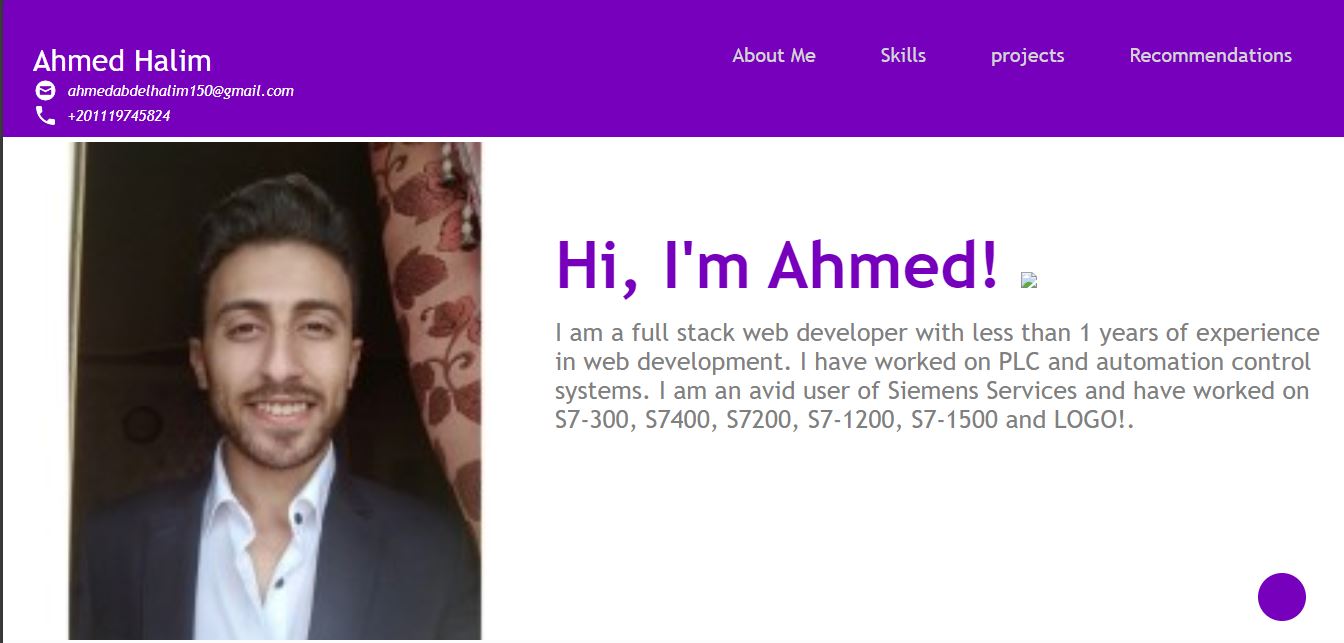 Ahmed Halim
ahmedabdelhalim150@gmail.com
+201119745824
About Me
Skills
projects
Recommendations
Hi, I'm Ahmed!
I am a full stack web developer with less than 1 years of experience
in web development. I have worked on PLC and automation control
systems. I am an avid user of Siemens Services and have worked on
S7-300, S7400, S7200, S7-1200, S7-1500 and LOGO!.